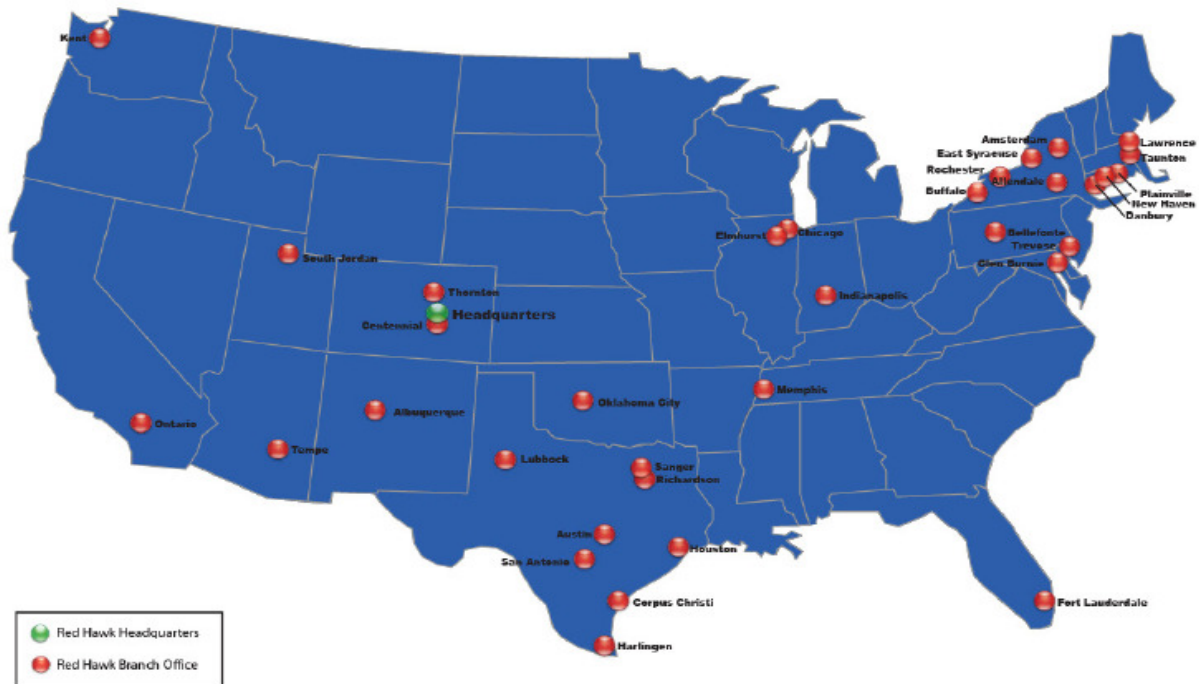 Kent
Amsterdam
Lawrence
East Syracuse
Taunton
Rochester
Allendale
Buffalo
Plainville
New Haven
Danbury
Elmhurst
Chicago
Bellefonte
Trevose
South Jordan
Glen Burnie
Thornton
Indianapolis
Headquarters
Centennial
Memphis
Oklahoma City
Albuquerque
Ontario
Tempe
Lubbock
Sanger
Richardson
Austin
Houston
San Antonio
Corpus Christi
Fort Lauderdale
Harlingen
Red Hawk Headquarters
Red Hawk Branch Office